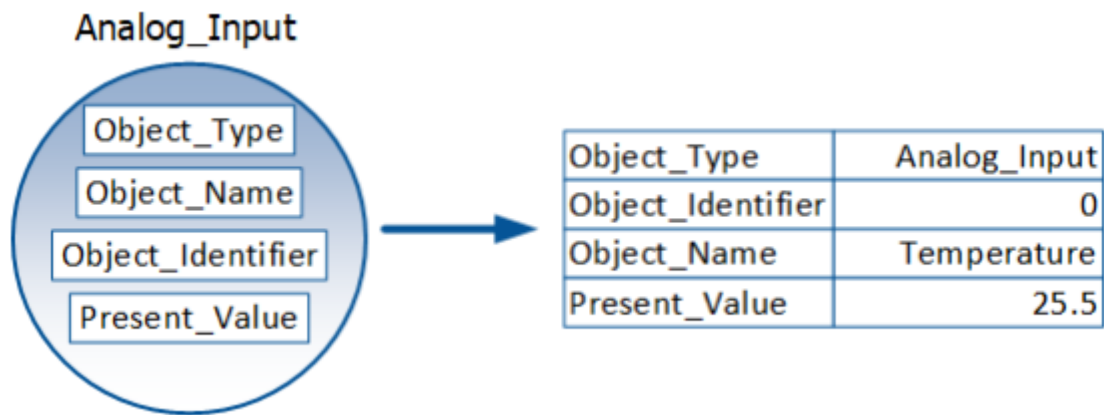 Analog_Input
Object_Type
Object_Name
Object_Identifier
Present_Value
Object_Type Analog_Input
Object_Identifier 0
Object_Name Temperature
Present_Value 25.5